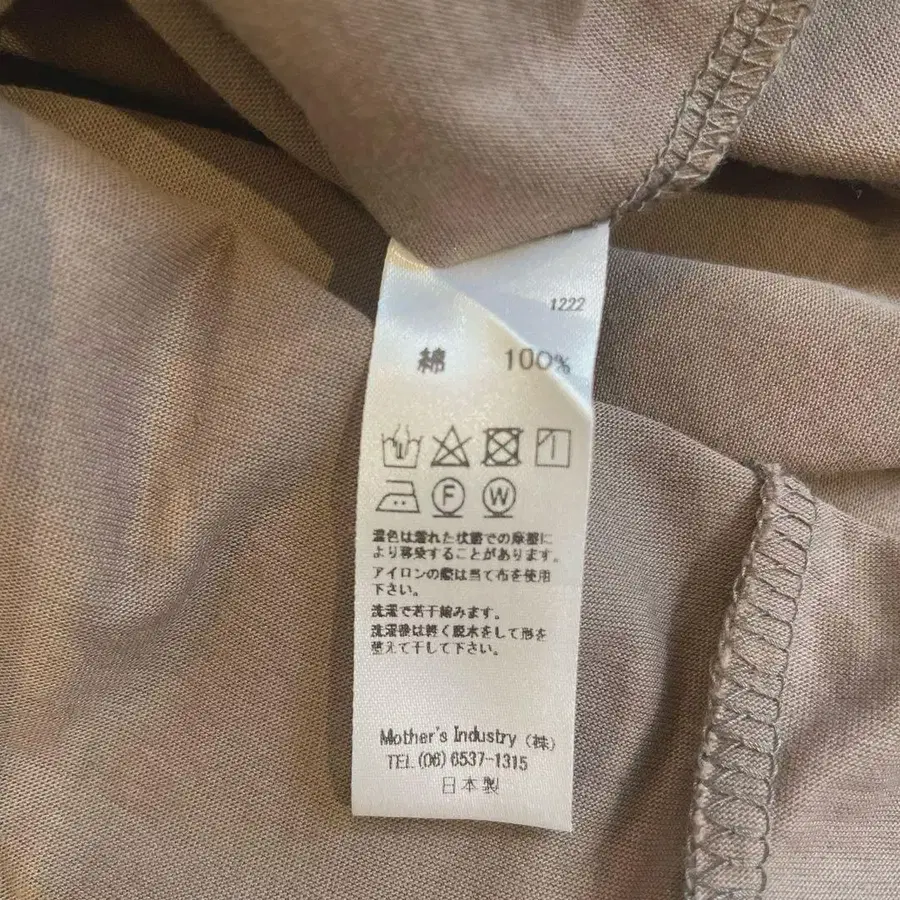 1222
綿 100%
F W
濃色は濡れた状態での摩擦に
より移染することがあります。
アイロンの際は当て布を使用
下さい。
洗濯で若干縮みます。
洗濯後は軽く脱水をして形を
整えて干して下さい。
Mother's Industry (株)
TEL (06) 6537-1315
日本製